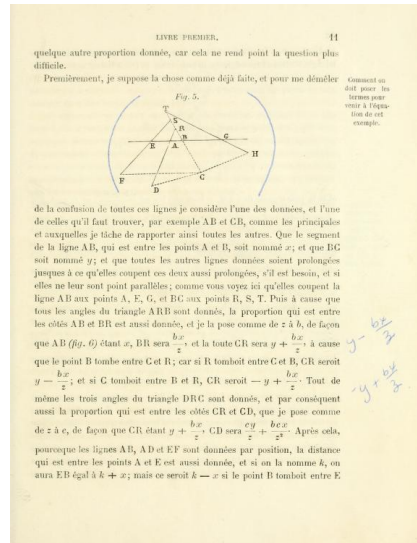 LIVRE PREMIER. 11
quelque autre proportion donnée, car cela ne rend point la question plus
difficile.
Premièrement, je suppose la chose comme déjà faite, et pour me démêler
Comment on
doit poser les
termes pour
venir à l'équa-
tion de cet
exemple.
Fig. 5.
T
S
R
E A B G
H
F D C
de la confusion de toutes ces lignes je considère l'une des données, et l'une
de celles qu'il faut trouver, par exemple AB et CB, comme les principales
et auxquelles je tâche de rapporter ainsi toutes les autres. Que le segment
de la ligne AB, qui est entre les points A et B, soit nommé x; et que BC
soit nommé y; et que toutes les autres lignes données soient prolongées
jusques à ce qu'elles coupent ces deux aussi prolongées, s'il est besoin, et si
elles ne leur sont point parallèles; comme vous voyez ici qu'elles coupent la
ligne AB aux points A, E, G, et BC aux points R, S, T. Puis à cause que
tous les angles du triangle ARB sont donnés, la proportion qui est entre
les côtés AB et BR est aussi donnée, et je la pose comme de z à b, de façon
que AB (fig. 6) étant x, BR sera bx/z, et la toute CR sera y + bx/z, à cause
que le point B tombe entre C et R; car si R tomboit entre C et B, CR seroit
y — bx/z; et si C tomboit entre B et R, CR seroit — y + bx/z. Tout de
même les trois angles du triangle DRC sont donnés, et par conséquent
aussi la proportion qui est entre les côtés CR et CD, que je pose comme
de z à c, de façon que CR étant y + bx/z, CD sera cy/z + bcx/z². Après cela,
pourceque les lignes AB, AD et EF sont données par position, la distance
qui est entre les points A et E est aussi donnée, et si on la nomme k, on
aura EB égal à k + x; mais ce seroit k — x si le point B tomboit entre E
y - bx/z
-y + bx/z